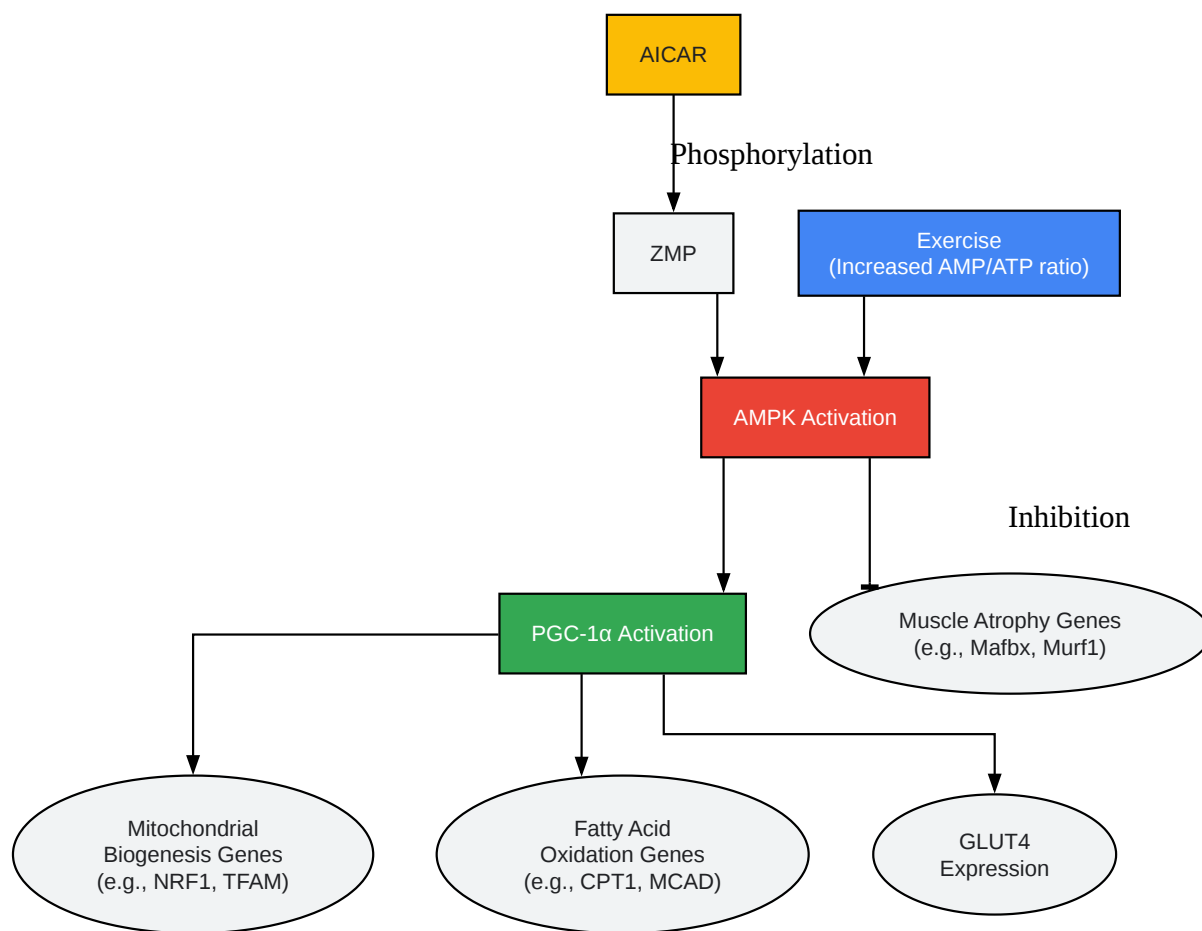 AICAR
Phosphorylation
ZMP
Exercise
(Increased AMP/ATP ratio)
AMPK Activation
Inhibition
PGC-1α Activation
Muscle Atrophy Genes
(e.g., Mafbx, Murf1)
Mitochondrial
Biogenesis Genes
(e.g., NRF1, TFAM)
Fatty Acid
Oxidation Genes
(e.g., CPT1, MCAD)
GLUT4
Expression